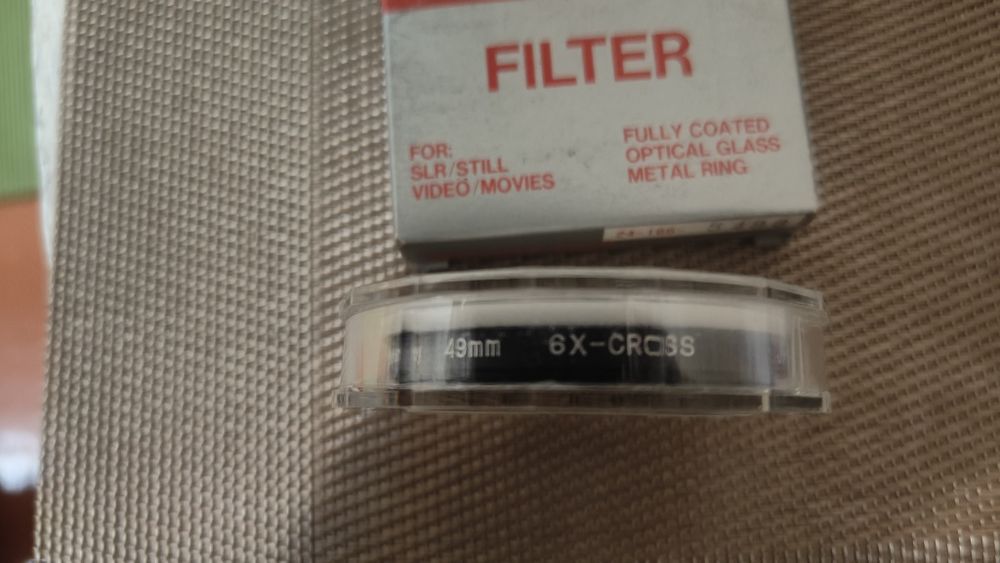 FILTER
FOR:
SLR/STILL
VIDEO/MOVIES
FULLY COATED
OPTICAL GLASS
METAL RING
49mm 6X-CROSS